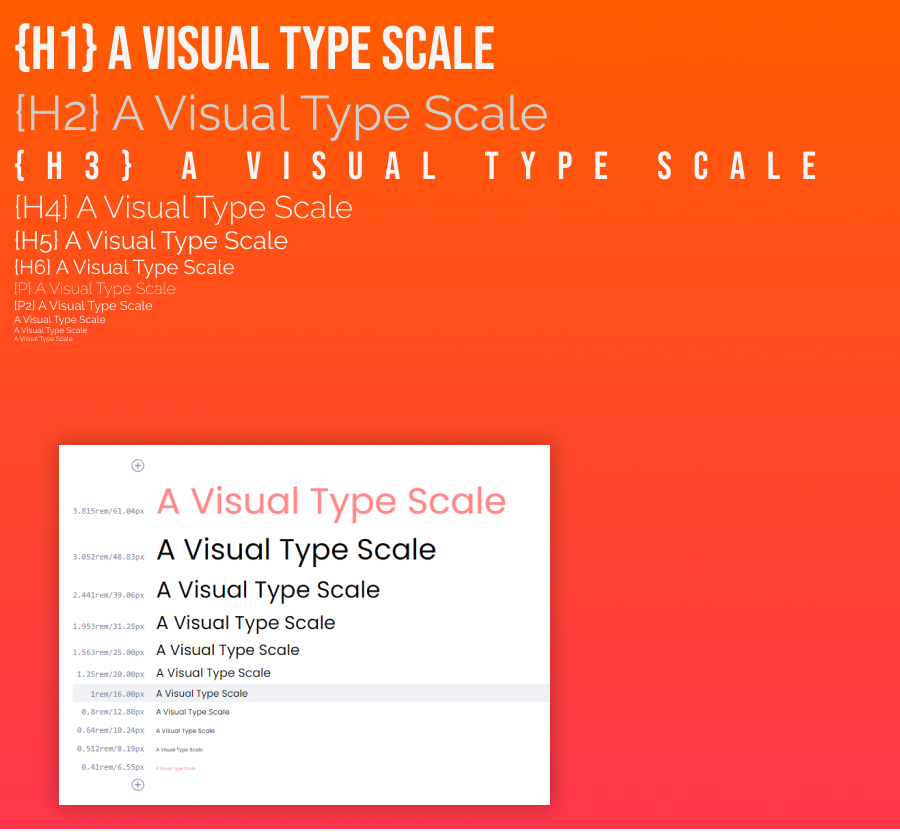 {H1} A VISUAL TYPE SCALE
{H2} A Visual Type Scale
{H3} A VISUAL TYPE SCALE
{H4} A Visual Type Scale
{H5} A Visual Type Scale
{H6} A Visual Type Scale
{P} A Visual Type Scale
{P2} A Visual Type Scale
A Visual Type Scale
A Visual Type Scale
A Visual Type Scale
3.815rem/61.04px A Visual Type Scale
3.052rem/48.83px A Visual Type Scale
2.441rem/39.06px A Visual Type Scale
1.953rem/31.25px A Visual Type Scale
1.563rem/25.00px A Visual Type Scale
1.25rem/20.00px A Visual Type Scale
1rem/16.00px A Visual Type Scale
0.8rem/12.80px A Visual Type Scale
0.64rem/10.24px A Visual Type Scale
0.512rem/8.19px A Visual Type Scale
0.41rem/6.55px A Visual Type Scale